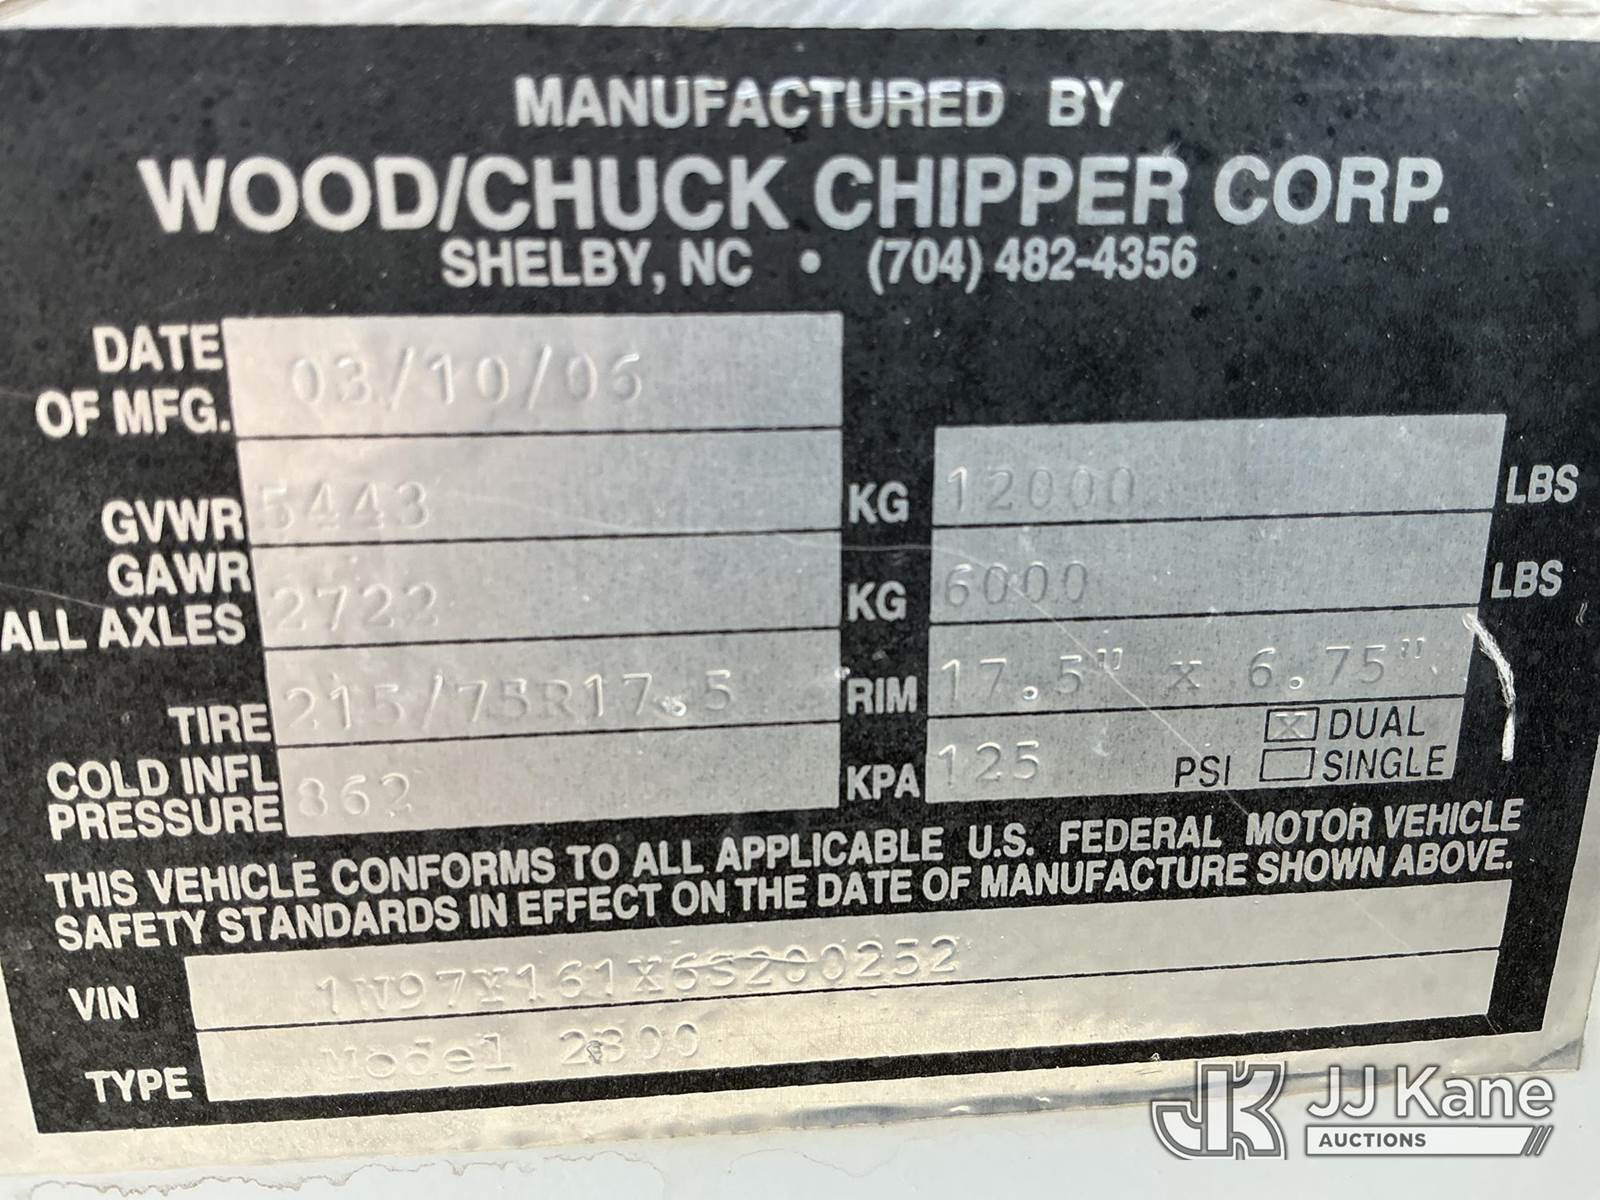 MANUFACTURED BY
WOOD/CHUCK CHIPPER CORP.
SHELBY, NC • (704) 482-4356
DATE OF MFG. 03/10/06
GVWR 5443 KG 12000 LBS
GAWR ALL AXLES 2722 KG 6000 LBS
TIRE 215/75R17.5 RIM 17.5" x 6.75"
COLD INFL PRESSURE 862 KPA 125 PSI
X DUAL
SINGLE
THIS VEHICLE CONFORMS TO ALL APPLICABLE U.S. FEDERAL MOTOR VEHICLE
SAFETY STANDARDS IN EFFECT ON THE DATE OF MANUFACTURE SHOWN ABOVE.
VIN 1W97Y161X6S200252
TYPE Model 2800
JK JJ Kane
AUCTIONS